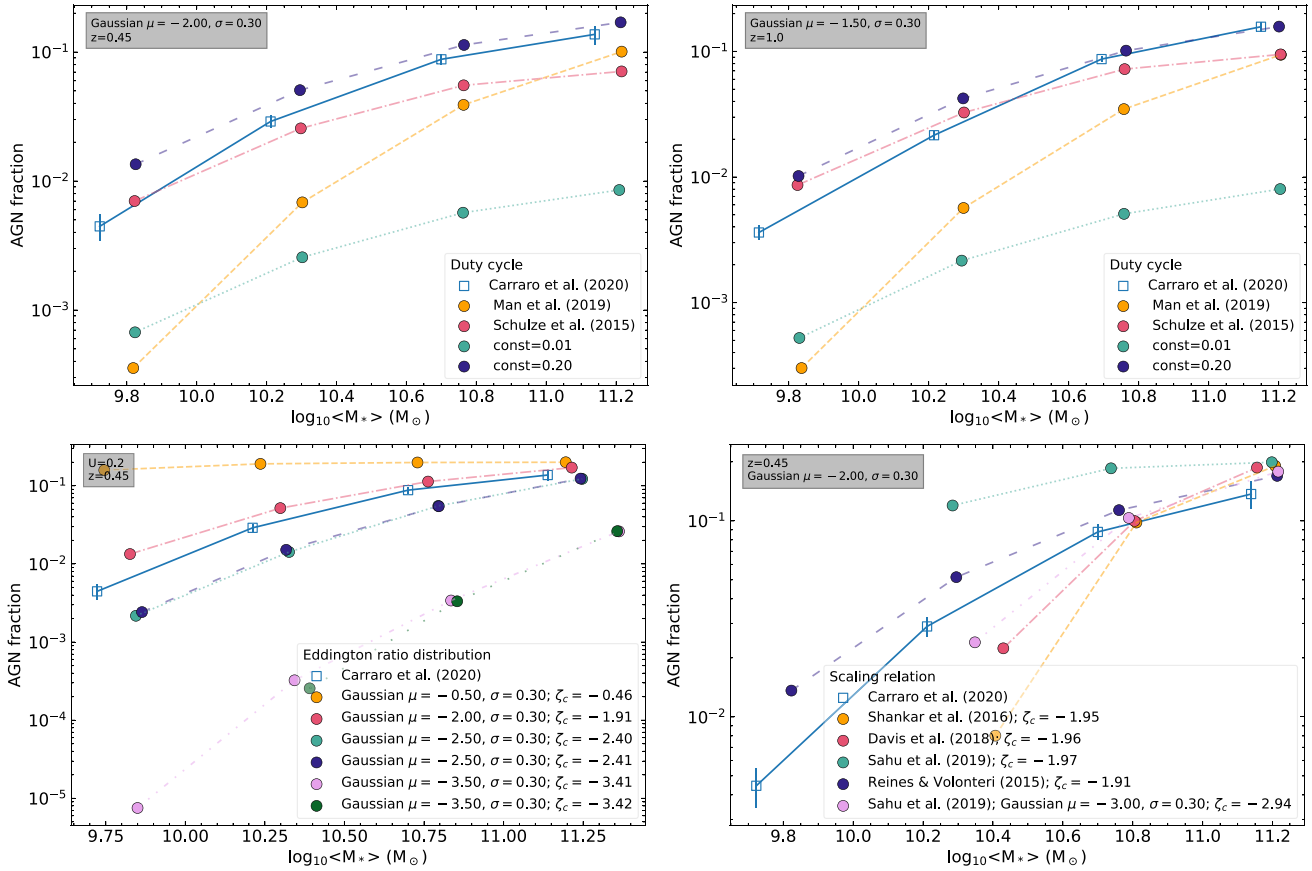 Gaussian μ = −2.00, σ = 0.30
z=0.45
AGN fraction
10⁻¹
10⁻²
10⁻³
Duty cycle
Carraro et al. (2020)
Man et al. (2019)
Schulze et al. (2015)
const=0.01
const=0.20
9.8 10.0 10.2 10.4 10.6 10.8 11.0 11.2
log₁₀<M*> (M⊙)
Gaussian μ = −1.50, σ = 0.30
z=1.0
AGN fraction
10⁻¹
10⁻²
10⁻³
Duty cycle
Carraro et al. (2020)
Man et al. (2019)
Schulze et al. (2015)
const=0.01
const=0.20
9.8 10.0 10.2 10.4 10.6 10.8 11.0 11.2
log₁₀<M*> (M⊙)
U=0.2
z=0.45
AGN fraction
10⁻¹
10⁻²
10⁻³
10⁻⁴
10⁻⁵
Eddington ratio distribution
Carraro et al. (2020)
Gaussian μ = −0.50, σ = 0.30; ζc = −0.46
Gaussian μ = −2.00, σ = 0.30; ζc = −1.91
Gaussian μ = −2.50, σ = 0.30; ζc = −2.40
Gaussian μ = −2.50, σ = 0.30; ζc = −2.41
Gaussian μ = −3.50, σ = 0.30; ζc = −3.41
Gaussian μ = −3.50, σ = 0.30; ζc = −3.42
9.75 10.00 10.25 10.50 10.75 11.00 11.25
log₁₀<M*> (M⊙)
z=0.45
Gaussian μ = −2.00, σ = 0.30
AGN fraction
10⁻¹
10⁻²
Scaling relation
Carraro et al. (2020)
Shankar et al. (2016); ζc = −1.95
Davis et al. (2018); ζc = −1.96
Sahu et al. (2019); ζc = −1.97
Reines & Volonteri (2015); ζc = −1.91
Sahu et al. (2019); Gaussian μ = −3.00, σ = 0.30; ζc = −2.94
9.8 10.0 10.2 10.4 10.6 10.8 11.0 11.2
log₁₀<M*> (M⊙)